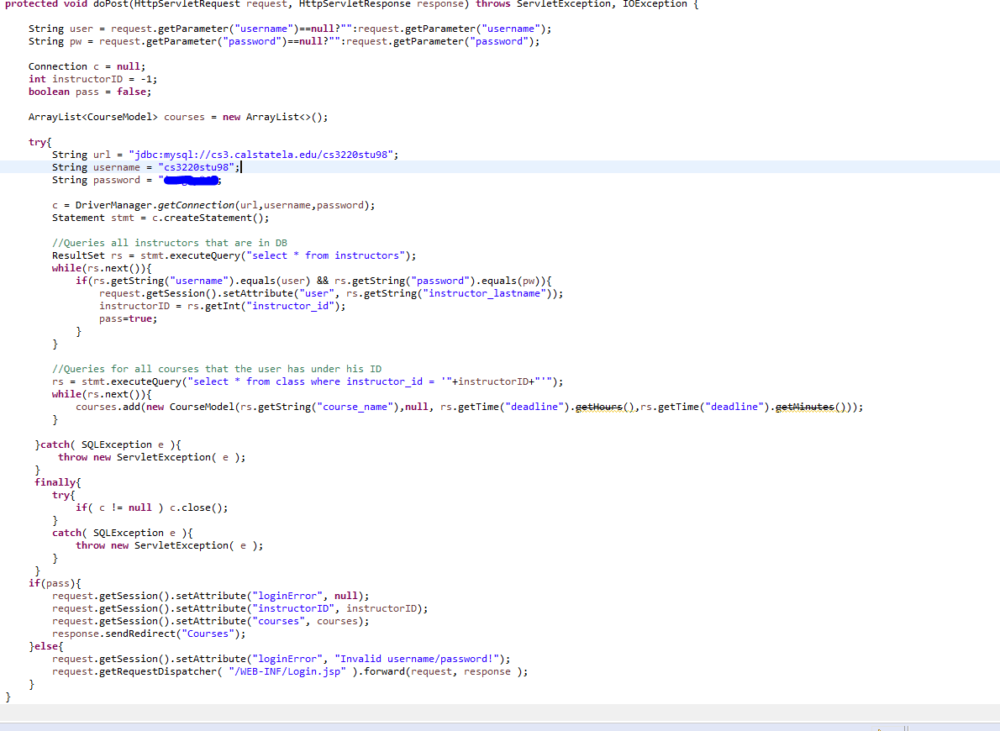 protected void doPost(HttpServletRequest request, HttpServletResponse response) throws ServletException, IOException {
String user = request.getParameter("username")==null?"":request.getParameter("username");
String pw = request.getParameter("password")==null?"":request.getParameter("password");
Connection c = null;
int instructorID = -1;
boolean pass = false;
ArrayList<CourseModel> courses = new ArrayList<>();
try{
String url = "jdbc:mysql://cs3.calstatela.edu/cs3220stu98";
String username = "cs3220stu98";
String password = "
c = DriverManager.getConnection(url,username,password);
Statement stmt = c.createStatement();
//Queries all instructors that are in DB
ResultSet rs = stmt.executeQuery("select * from instructors");
while(rs.next()){
if(rs.getString("username").equals(user) && rs.getString("password").equals(pw)){
request.getSession().setAttribute("user", rs.getString("instructor_lastname"));
instructorID = rs.getInt("instructor_id");
pass=true;
}
}
//Queries for all courses that the user has under his ID
rs = stmt.executeQuery("select * from class where instructor_id = '"+instructorID+"'");
while(rs.next()){
courses.add(new CourseModel(rs.getString("course_name"),null, rs.getTime("deadline").getHours(),rs.getTime("deadline").getMinutes()));
}
}catch( SQLException e ){
throw new ServletException( e );
}
finally{
try{
if( c != null ) c.close();
}
catch( SQLException e ){
throw new ServletException( e );
}
}
if(pass){
request.getSession().setAttribute("loginError", null);
request.getSession().setAttribute("instructorID", instructorID);
request.getSession().setAttribute("courses", courses);
response.sendRedirect("Courses");
}else{
request.getSession().setAttribute("loginError", "Invalid username/password!");
request.getRequestDispatcher( "/WEB-INF/Login.jsp" ).forward(request, response );
}
}